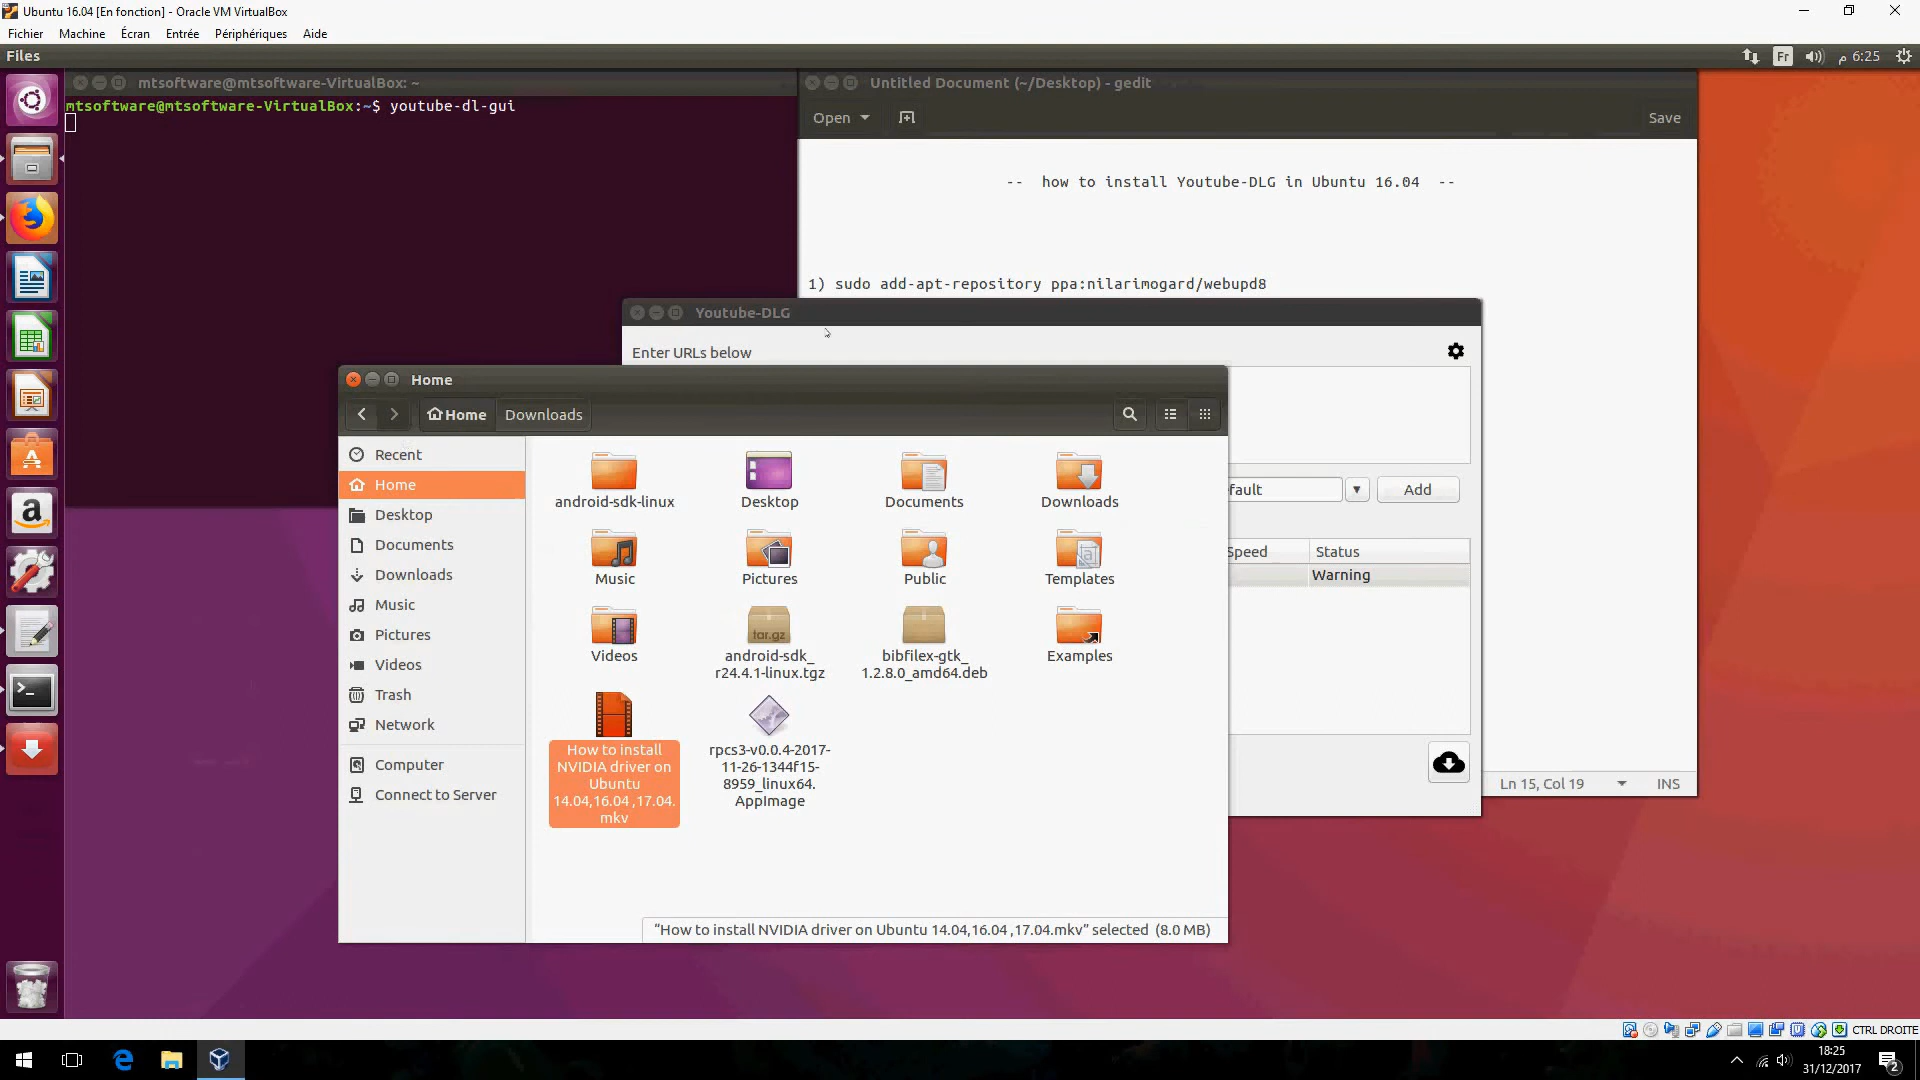 Ubuntu 16.04 [En fonction] - Oracle VM VirtualBox
Fichier Machine Écran Entrée Périphériques Aide
Files
Fr
م 6:25
mtsoftware@mtsoftware-VirtualBox: ~
mtsoftware@mtsoftware-VirtualBox:~$ youtube-dl-gui
Untitled Document (~/Desktop) - gedit
Open
Save
-- how to install Youtube-DLG in Ubuntu 16.04 --
1) sudo add-apt-repository ppa:nilarimogard/webupd8
Youtube-DLG
Enter URLs below
fault
Add
Speed
Status
Warning
Ln 15, Col 19
INS
Home
Home
Downloads
Recent
Home
Desktop
Documents
Downloads
Music
Pictures
Videos
Trash
Network
Computer
Connect to Server
android-sdk-linux
Desktop
Documents
Downloads
Music
Pictures
Public
Templates
Videos
tar.gz
android-sdk_
r24.4.1-linux.tgz
bibfilex-gtk_
1.2.8.0_amd64.deb
Examples
How to install
NVIDIA driver on
Ubuntu
14.04,16.04 ,17.04.
mkv
rpcs3-v0.0.4-2017-
11-26-1344f15-
8959_linux64.
AppImage
“How to install NVIDIA driver on Ubuntu 14.04,16.04 ,17.04.mkv” selected (8.0 MB)
CTRL DROITE
18:25
31/12/2017
2